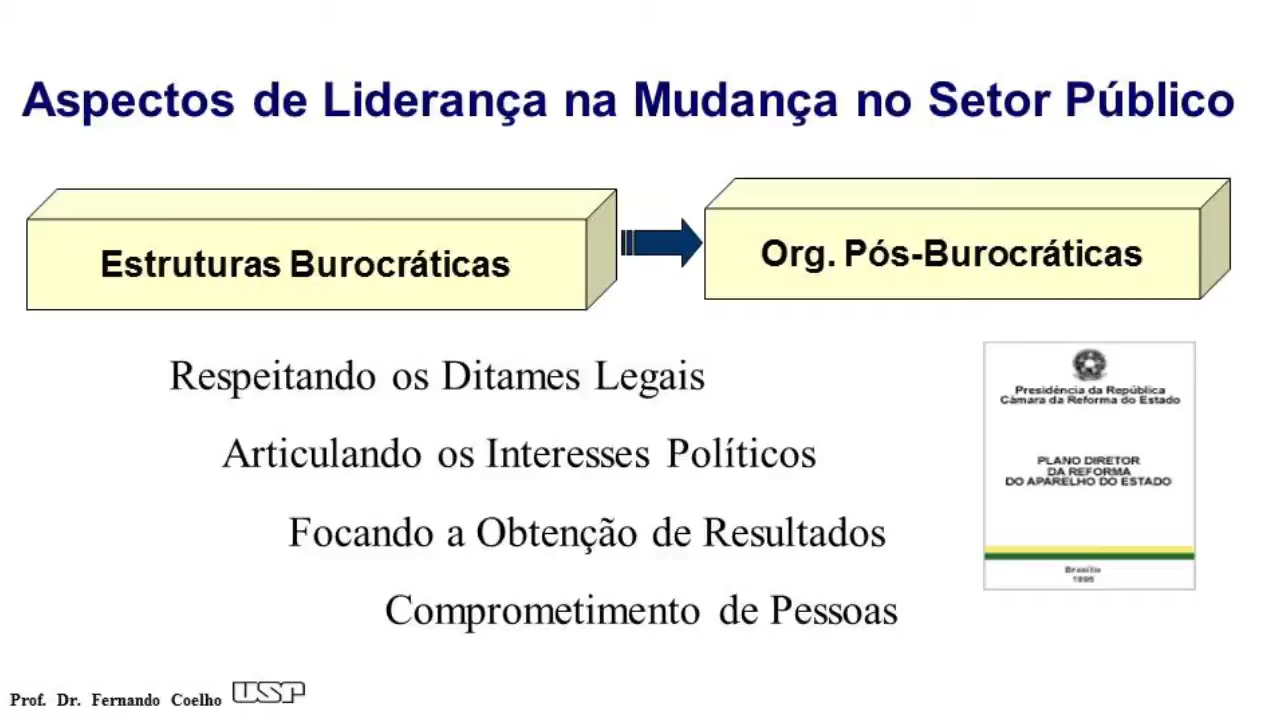 Aspectos de Liderança na Mudança no Setor Público
Estruturas Burocráticas
Org. Pós-Burocráticas
Respeitando os Ditames Legais
Articulando os Interesses Políticos
Focando a Obtenção de Resultados
Comprometimento de Pessoas
Presidência da República
Câmara da Reforma do Estado
PLANO DIRETOR
DA REFORMA
DO APARELHO DO ESTADO
Brasília
1995
Prof. Dr. Fernando Coelho USP